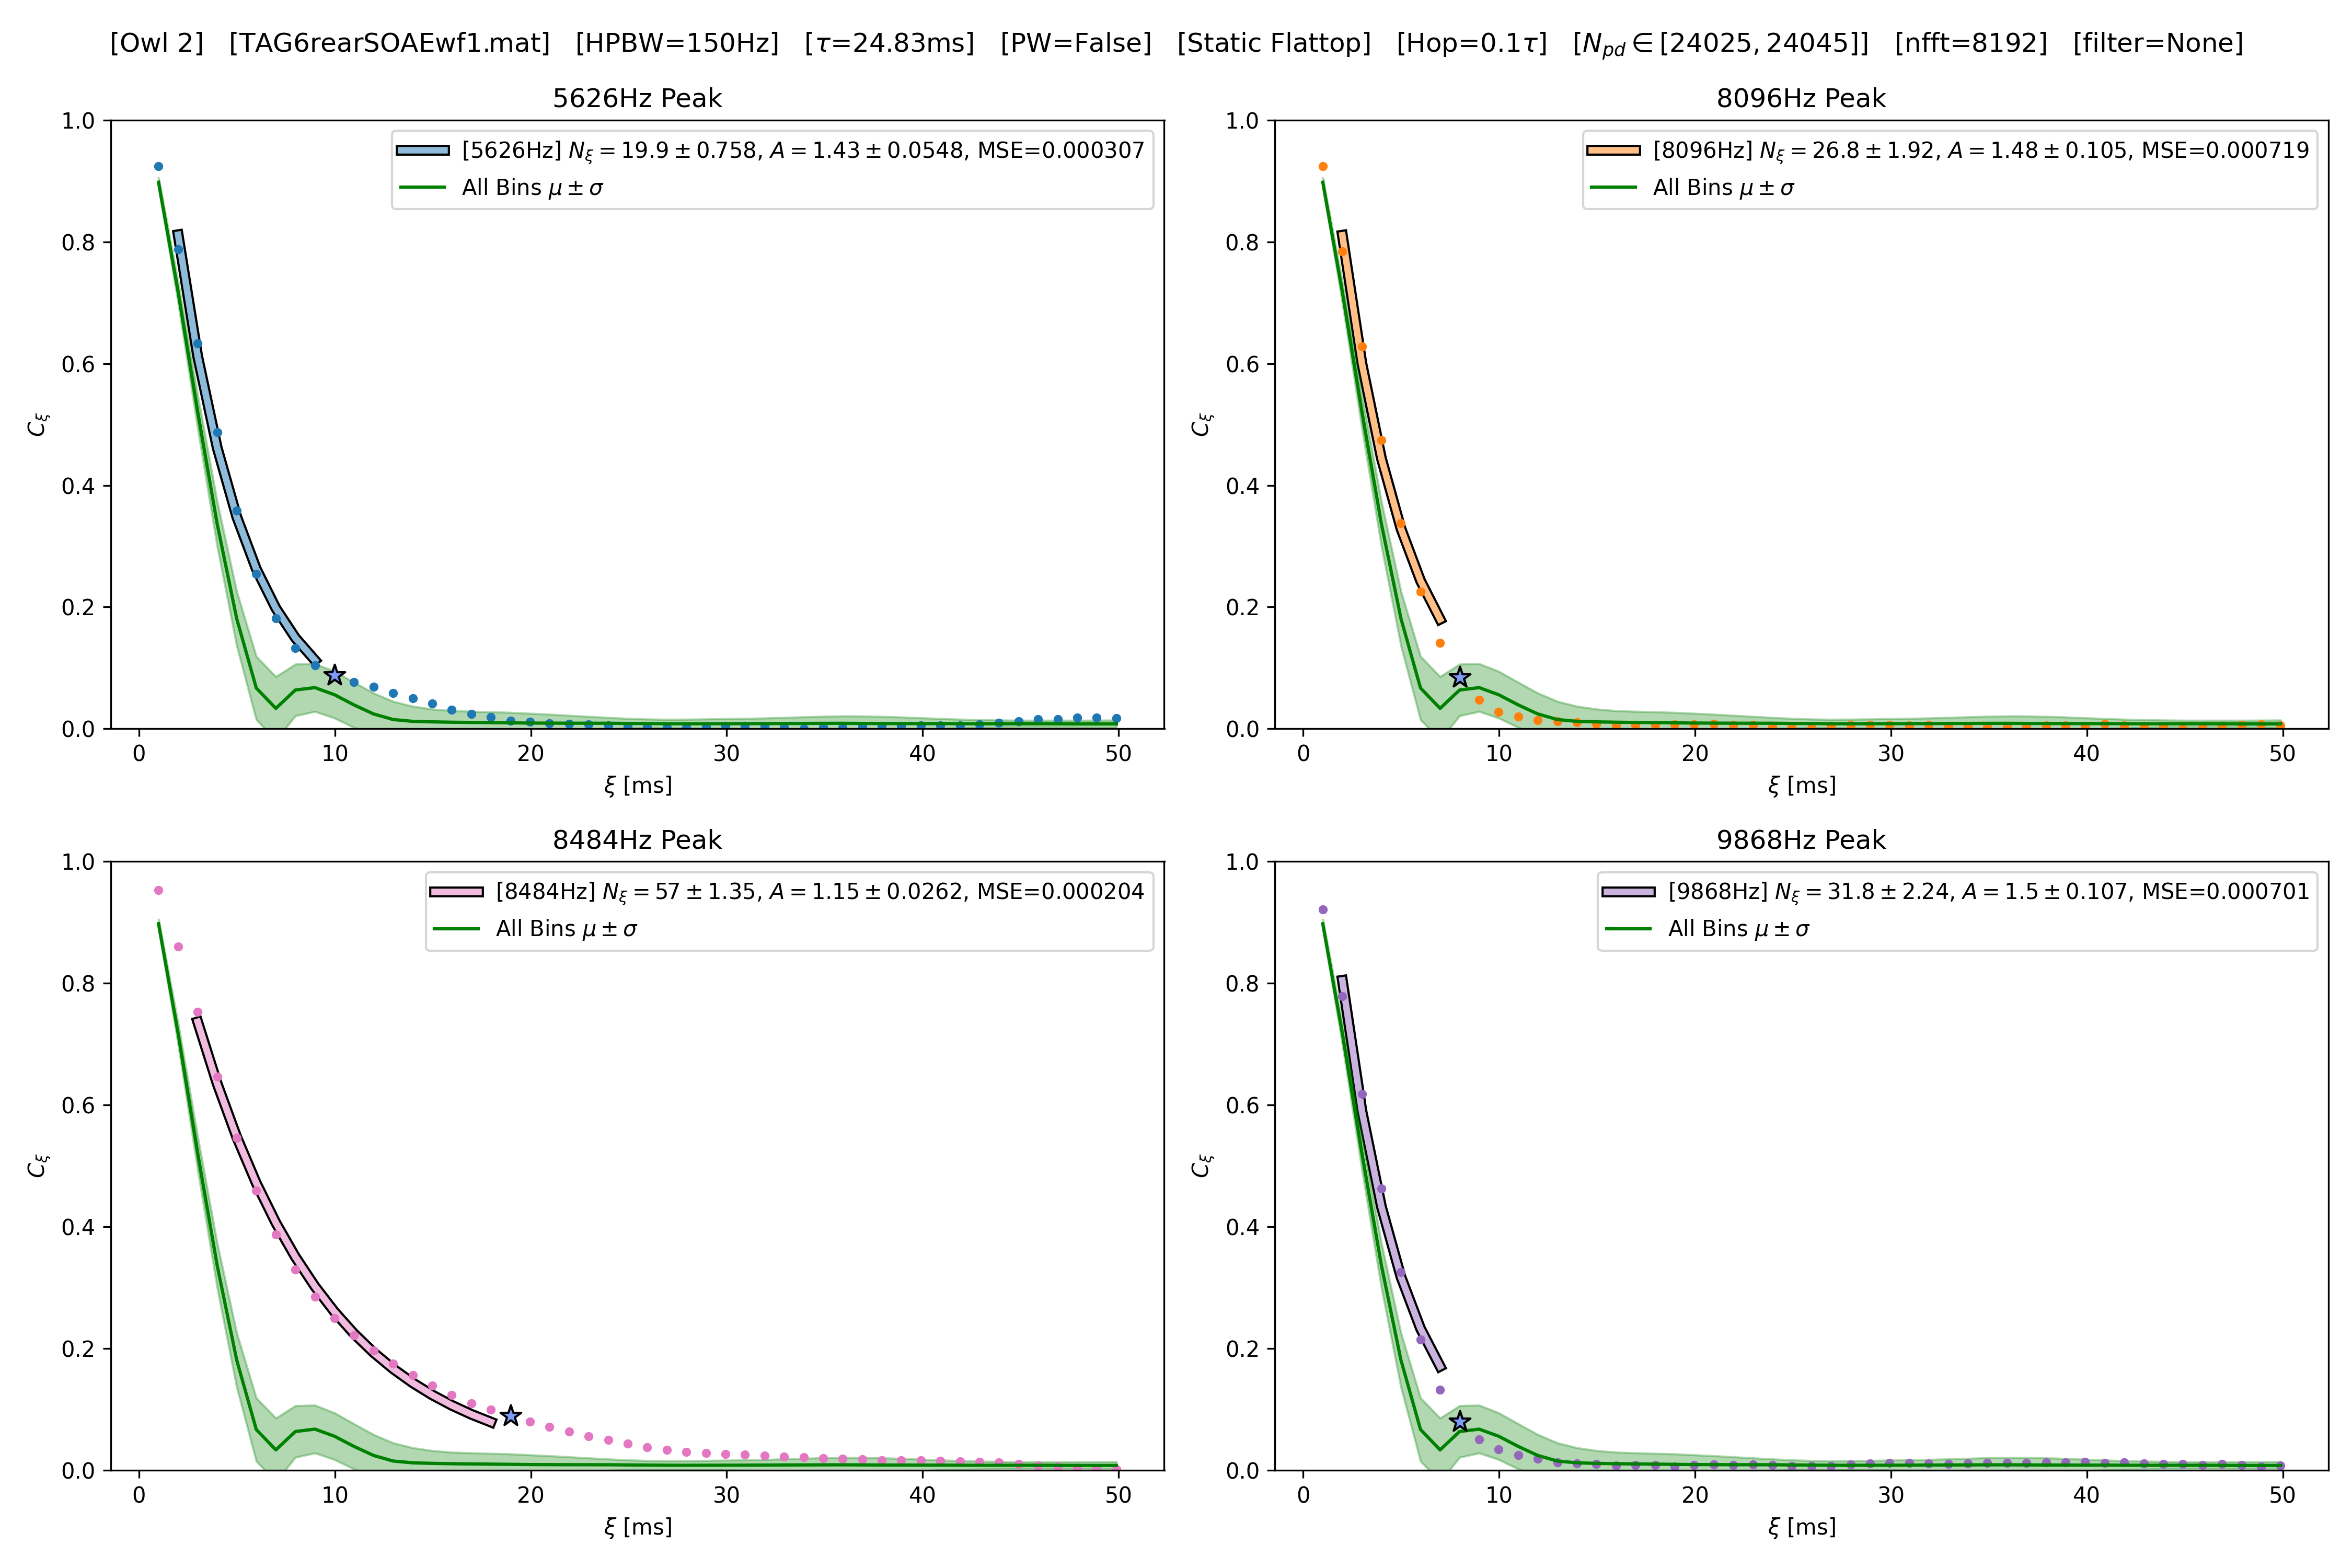 [Owl 2] [TAG6rearSOAEwf1.mat] [HPBW=150Hz] [τ=24.83ms] [PW=False] [Static Flattop] [Hop=0.1τ] [N_{pd} ∈ [24025, 24045]] [nfft=8192] [filter=None]
5626Hz Peak
1.0
0.8
0.6
0.4
0.2
0.0
C_ξ
[5626Hz] N_ξ = 19.9 ± 0.758, A = 1.43 ± 0.0548, MSE=0.000307
All Bins μ ± σ
0 10 20 30 40 50
ξ [ms]
8096Hz Peak
1.0
0.8
0.6
0.4
0.2
0.0
C_ξ
[8096Hz] N_ξ = 26.8 ± 1.92, A = 1.48 ± 0.105, MSE=0.000719
All Bins μ ± σ
0 10 20 30 40 50
ξ [ms]
8484Hz Peak
1.0
0.8
0.6
0.4
0.2
0.0
C_ξ
[8484Hz] N_ξ = 57 ± 1.35, A = 1.15 ± 0.0262, MSE=0.000204
All Bins μ ± σ
0 10 20 30 40 50
ξ [ms]
9868Hz Peak
1.0
0.8
0.6
0.4
0.2
0.0
C_ξ
[9868Hz] N_ξ = 31.8 ± 2.24, A = 1.5 ± 0.107, MSE=0.000701
All Bins μ ± σ
0 10 20 30 40 50
ξ [ms]